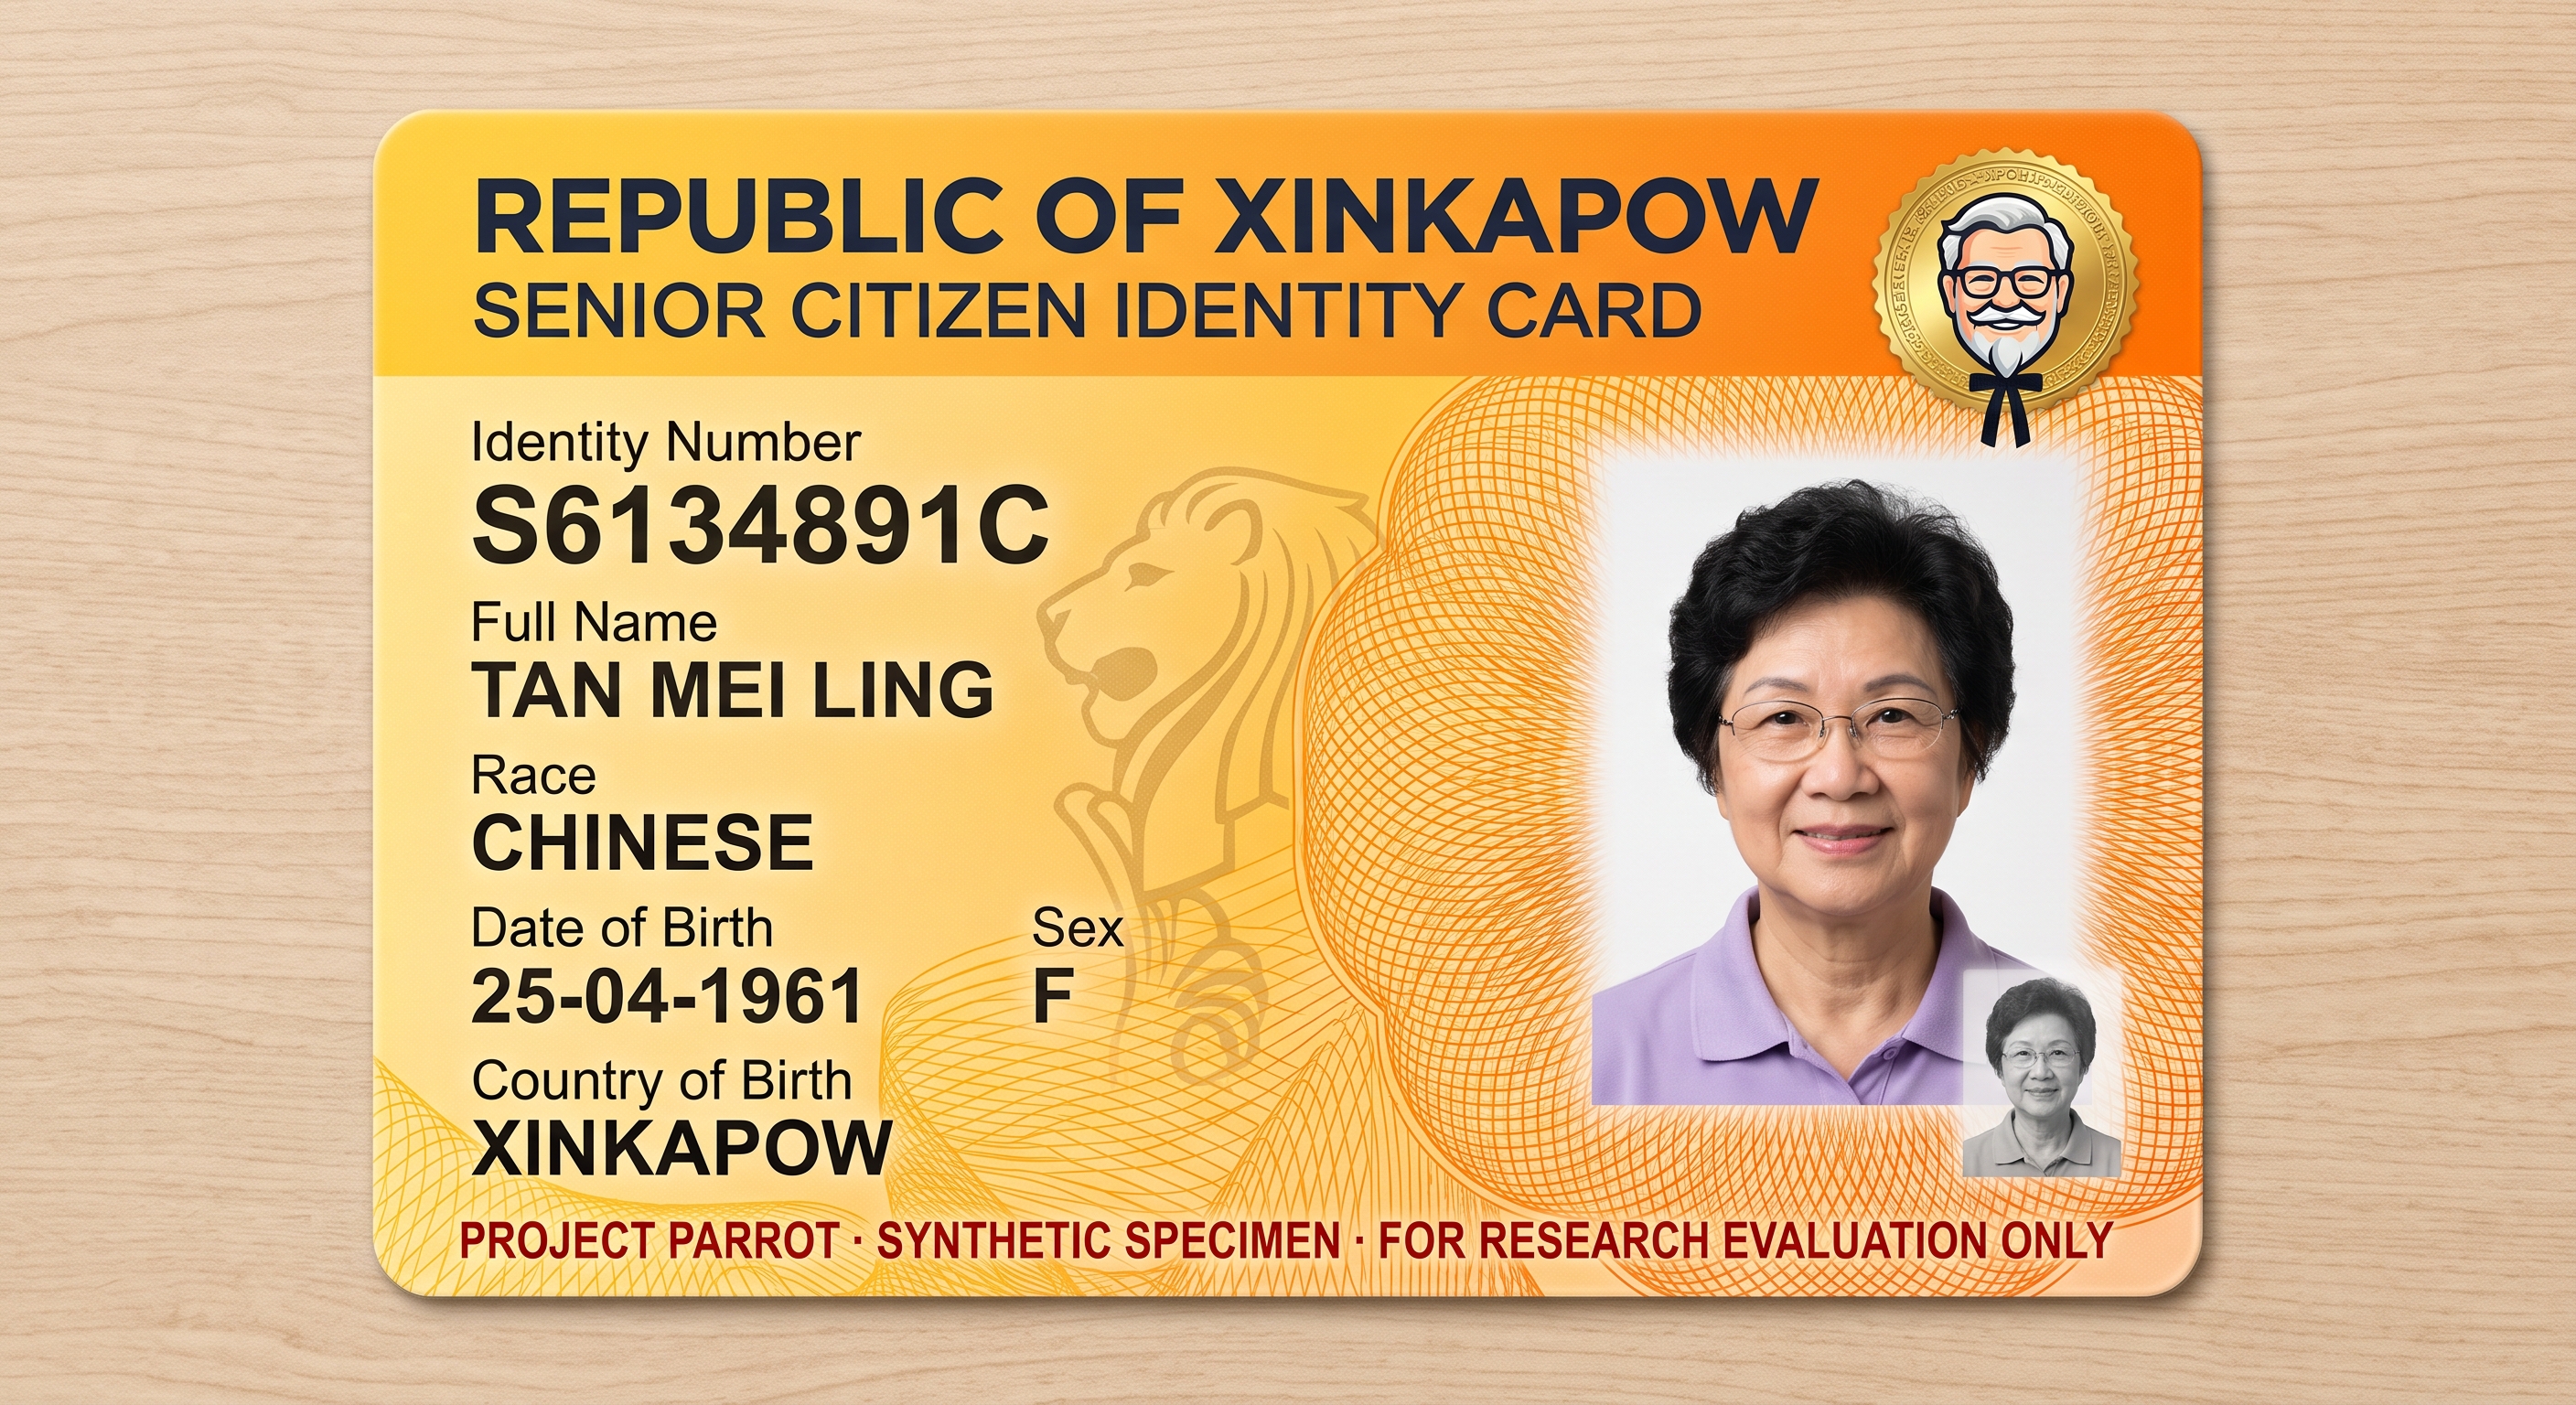 REPUBLIC OF XINKAPOW
SENIOR CITIZEN IDENTITY CARD
Identity Number
S6134891C
Full Name
TAN MEI LING
Race
CHINESE
Date of Birth
25-04-1961
Sex
F
Country of Birth
XINKAPOW
PROJECT PARROT · SYNTHETIC SPECIMEN · FOR RESEARCH EVALUATION ONLY